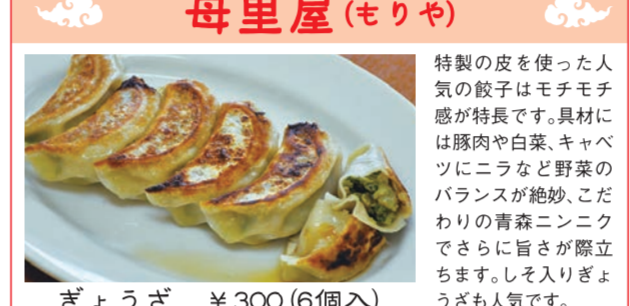 母里屋(もりや)
特製の皮を使った人
気の餃子はモチモチ
感が特長です。具材に
は豚肉や白菜、キャベ
ツにニラなど野菜の
バランスが絶妙、こだ
わりの青森ニンニク
でさらに旨さが際立
ちます。しそ入りぎょ
うざも人気です。
ぎょうざ ￥300(6個入)